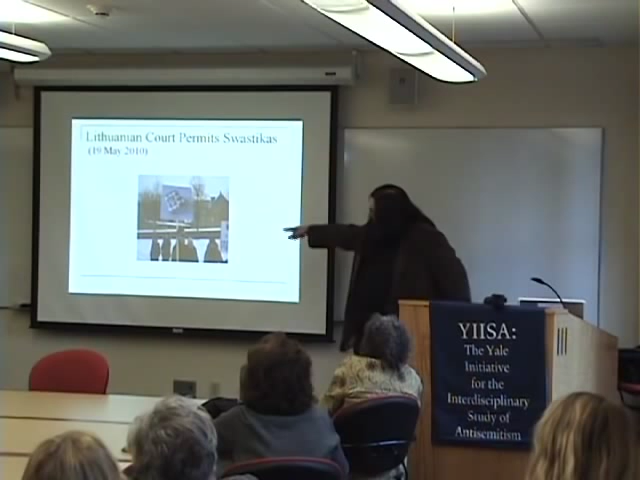 Lithuanian Court Permits Swastikas
(19 May 2010)
YIISA:
The Yale
Initiative
for the
Interdisciplinary
Study of
Antisemitism